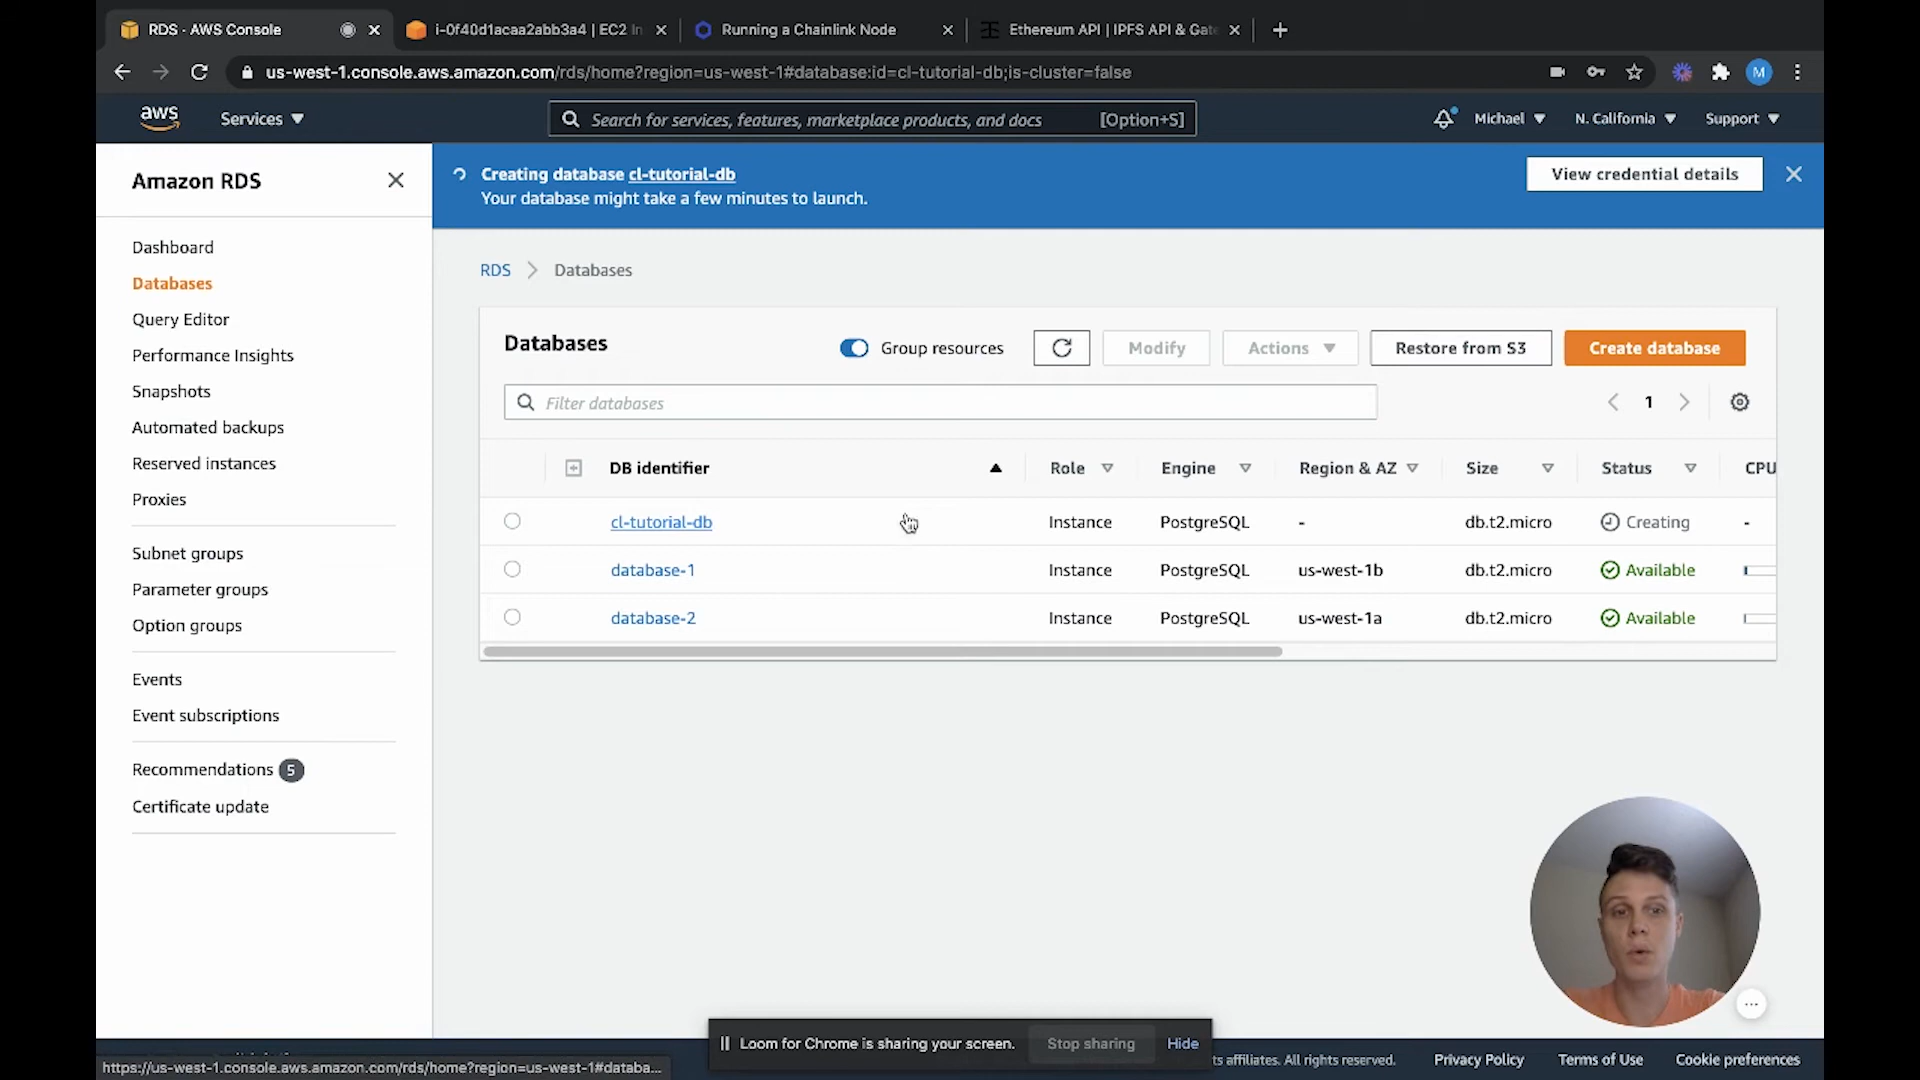 RDS · AWS Console
i-0f40d1acaa2abb3a4 | EC2 In
Running a Chainlink Node
Ethereum API | IPFS API & Gate
us-west-1.console.aws.amazon.com/rds/home?region=us-west-1#database:id=cl-tutorial-db;is-cluster=false
M
aws
Services
Search for services, features, marketplace products, and docs
[Option+S]
Michael
N. California
Support
Amazon RDS
Dashboard
Databases
Query Editor
Performance Insights
Snapshots
Automated backups
Reserved instances
Proxies
Subnet groups
Parameter groups
Option groups
Events
Event subscriptions
Recommendations 5
Certificate update
Creating database cl-tutorial-db
Your database might take a few minutes to launch.
View credential details
RDS
Databases
Databases
Group resources
Modify
Actions
Restore from S3
Create database
Filter databases
1
DB identifier Role Engine Region & AZ Size Status CPU
cl-tutorial-db Instance PostgreSQL - db.t2.micro Creating -
database-1 Instance PostgreSQL us-west-1b db.t2.micro Available
database-2 Instance PostgreSQL us-west-1a db.t2.micro Available
Loom for Chrome is sharing your screen.
Stop sharing
Hide
https://us-west-1.console.aws.amazon.com/rds/home?region=us-west-1#databa...
ts affiliates. All rights reserved.
Privacy Policy
Terms of Use
Cookie preferences